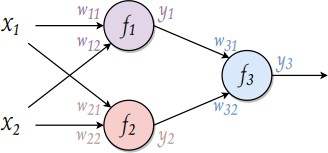 x₁ w₁₁ f₁ y₁
w₁₂ w₃₁
f₃ y₃
x₂ w₂₁ f₂ w₃₂
w₂₂ y₂